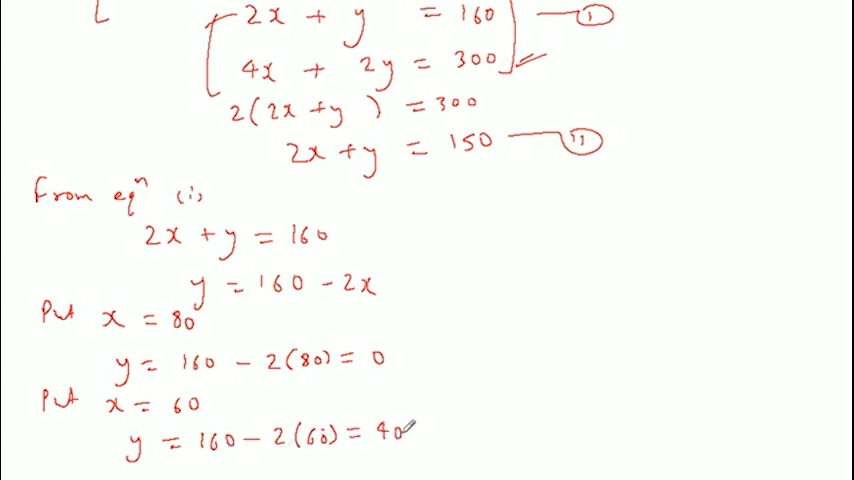 2x + y = 160 — (i)
4x + 2y = 300
2(2x + y) = 300
2x + y = 150 — (ii)
From eqⁿ (i)
2x + y = 160
y = 160 - 2x
Put x = 80
y = 160 - 2(80) = 0
Put x = 60
y = 160 - 2(60) = 40